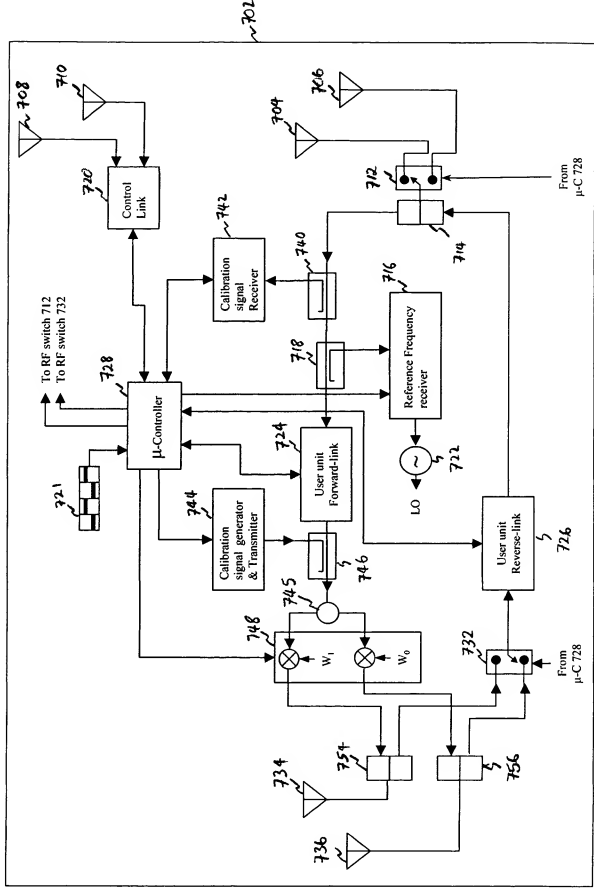 702
708
710
720
Control
Link
704
706
712
From
μ-C 728
714
742
Calibration
signal
Receiver
740
716
Reference Frequency
receiver
718
To RF switch 712
To RF switch 732
728
μ-Controller
721
722
LO
724
User unit
Forward-link
744
Calibration
signal generator
& Transmitter
746
745
748
W1
W0
726
User unit
Reverse-link
732
From
μ-C 728
734
754
736
756